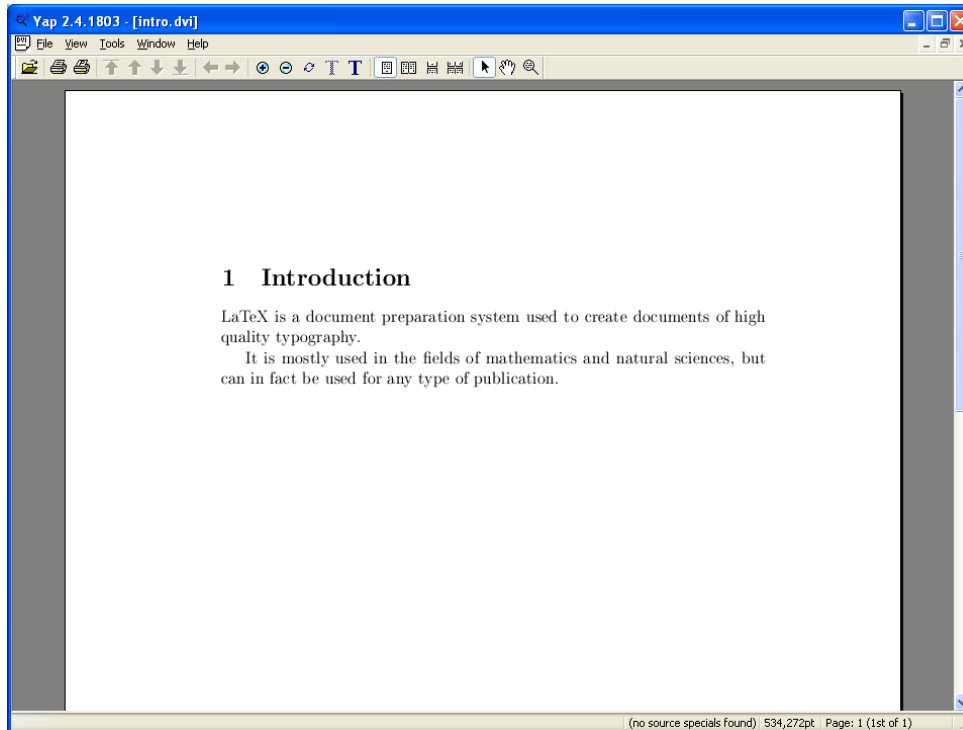 Yap 2.4.1803 - [intro.dvi]
File View Tools Window Help
1 Introduction
LaTeX is a document preparation system used to create documents of high
quality typography.
It is mostly used in the fields of mathematics and natural sciences, but
can in fact be used for any type of publication.
(no source specials found) 534,272pt Page: 1 (1st of 1)